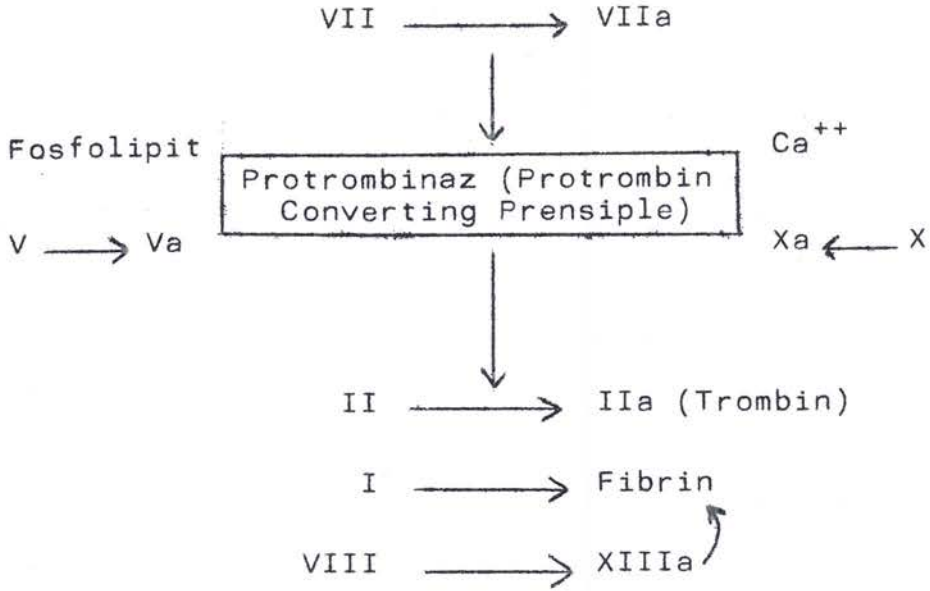 VII VIIa
Fosfolipit Ca++
Protrombinaz (Protrombin
Converting Prensiple)
V Va Xa X
II IIa (Trombin)
I Fibrin
VIII XIIIa